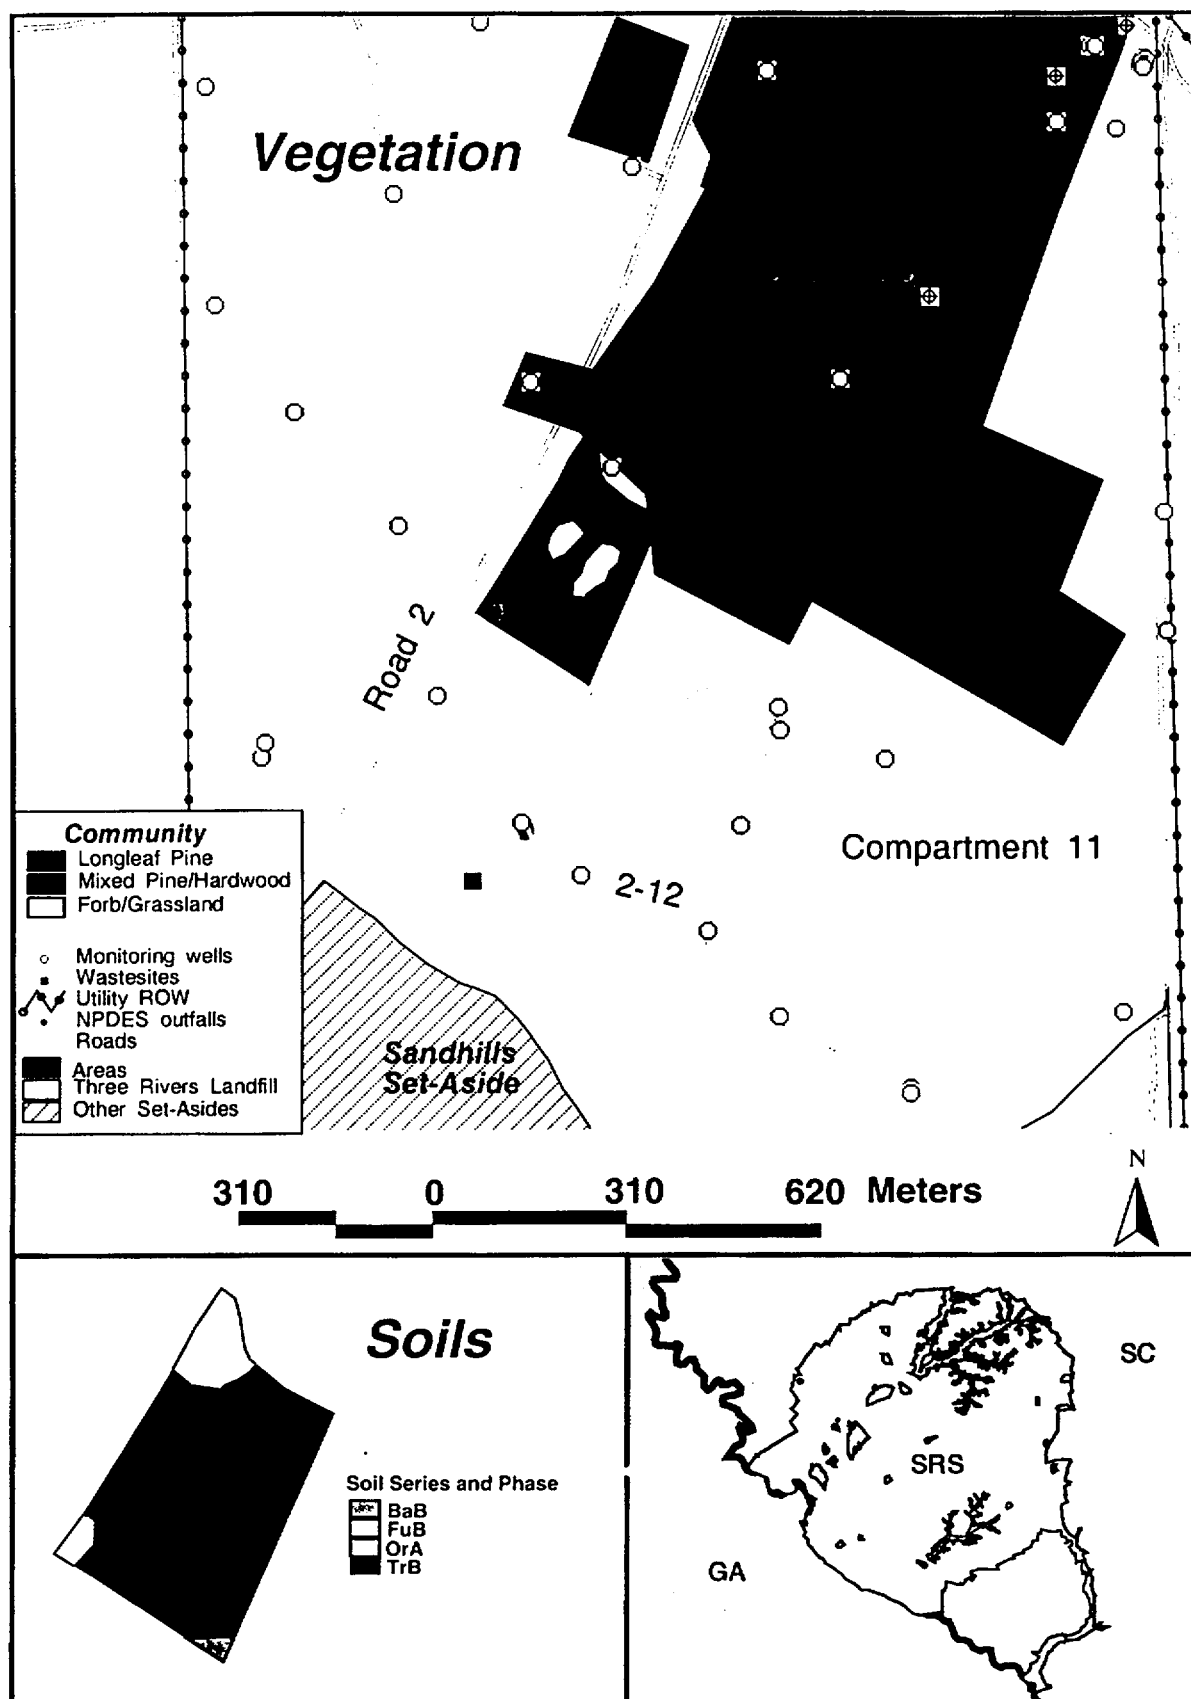 Vegetation
Road 2
Compartment 11
2-12
Community
Longleaf Pine
Mixed Pine/Hardwood
Forb/Grassland
Monitoring wells
Wastesites
Utility ROW
NPDES outfalls
Roads
Areas
Three Rivers Landfill
Other Set-Asides
Sandhills
Set-Aside
N
310 0 310 620 Meters
Soils
Soil Series and Phase
BaB
FuB
OrA
TrB
SC
SRS
GA